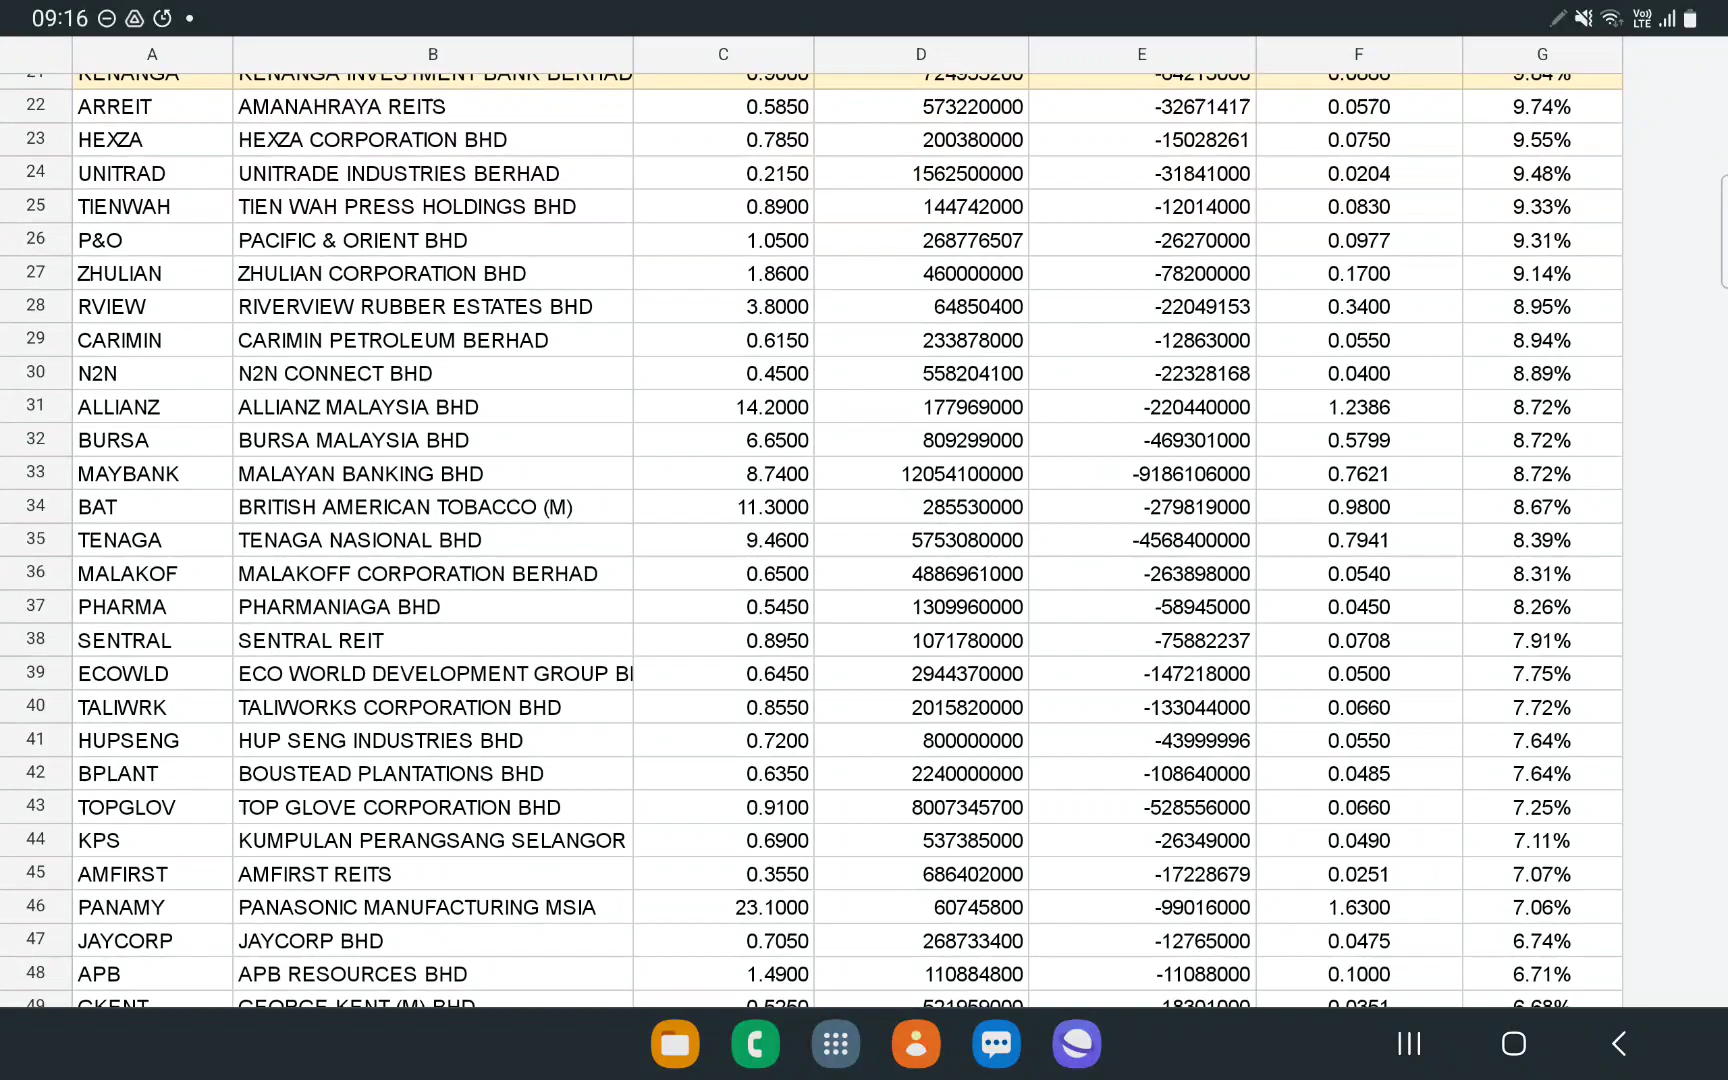 09:16
Vo)) LTE
A B C D E F G
21 KENANGA KENANGA INVESTMENT BANK BERHAD
22 ARREIT AMANAHRAYA REITS 0.5850 573220000 -32671417 0.0570 9.74%
23 HEXZA HEXZA CORPORATION BHD 0.7850 200380000 -15028261 0.0750 9.55%
24 UNITRAD UNITRADE INDUSTRIES BERHAD 0.2150 1562500000 -31841000 0.0204 9.48%
25 TIENWAH TIEN WAH PRESS HOLDINGS BHD 0.8900 144742000 -12014000 0.0830 9.33%
26 P&O PACIFIC & ORIENT BHD 1.0500 268776507 -26270000 0.0977 9.31%
27 ZHULIAN ZHULIAN CORPORATION BHD 1.8600 460000000 -78200000 0.1700 9.14%
28 RVIEW RIVERVIEW RUBBER ESTATES BHD 3.8000 64850400 -22049153 0.3400 8.95%
29 CARIMIN CARIMIN PETROLEUM BERHAD 0.6150 233878000 -12863000 0.0550 8.94%
30 N2N N2N CONNECT BHD 0.4500 558204100 -22328168 0.0400 8.89%
31 ALLIANZ ALLIANZ MALAYSIA BHD 14.2000 177969000 -220440000 1.2386 8.72%
32 BURSA BURSA MALAYSIA BHD 6.6500 809299000 -469301000 0.5799 8.72%
33 MAYBANK MALAYAN BANKING BHD 8.7400 12054100000 -9186106000 0.7621 8.72%
34 BAT BRITISH AMERICAN TOBACCO (M) 11.3000 285530000 -279819000 0.9800 8.67%
35 TENAGA TENAGA NASIONAL BHD 9.4600 5753080000 -4568400000 0.7941 8.39%
36 MALAKOF MALAKOFF CORPORATION BERHAD 0.6500 4886961000 -263898000 0.0540 8.31%
37 PHARMA PHARMANIAGA BHD 0.5450 1309960000 -58945000 0.0450 8.26%
38 SENTRAL SENTRAL REIT 0.8950 1071780000 -75882237 0.0708 7.91%
39 ECOWLD ECO WORLD DEVELOPMENT GROUP 0.6450 2944370000 -147218000 0.0500 7.75%
40 TALIWRK TALIWORKS CORPORATION BHD 0.8550 2015820000 -133044000 0.0660 7.72%
41 HUPSENG HUP SENG INDUSTRIES BHD 0.7200 800000000 -43999996 0.0550 7.64%
42 BPLANT BOUSTEAD PLANTATIONS BHD 0.6350 2240000000 -108640000 0.0485 7.64%
43 TOPGLOV TOP GLOVE CORPORATION BHD 0.9100 8007345700 -528556000 0.0660 7.25%
44 KPS KUMPULAN PERANGSANG SELANGOR 0.6900 537385000 -26349000 0.0490 7.11%
45 AMFIRST AMFIRST REITS 0.3550 686402000 -17228679 0.0251 7.07%
46 PANAMY PANASONIC MANUFACTURING MSIA 23.1000 60745800 -99016000 1.6300 7.06%
47 JAYCORP JAYCORP BHD 0.7050 268733400 -12765000 0.0475 6.74%
48 APB APB RESOURCES BHD 1.4900 110884800 -11088000 0.1000 6.71%
49 GKENT GEORGE KENT (M) BHD